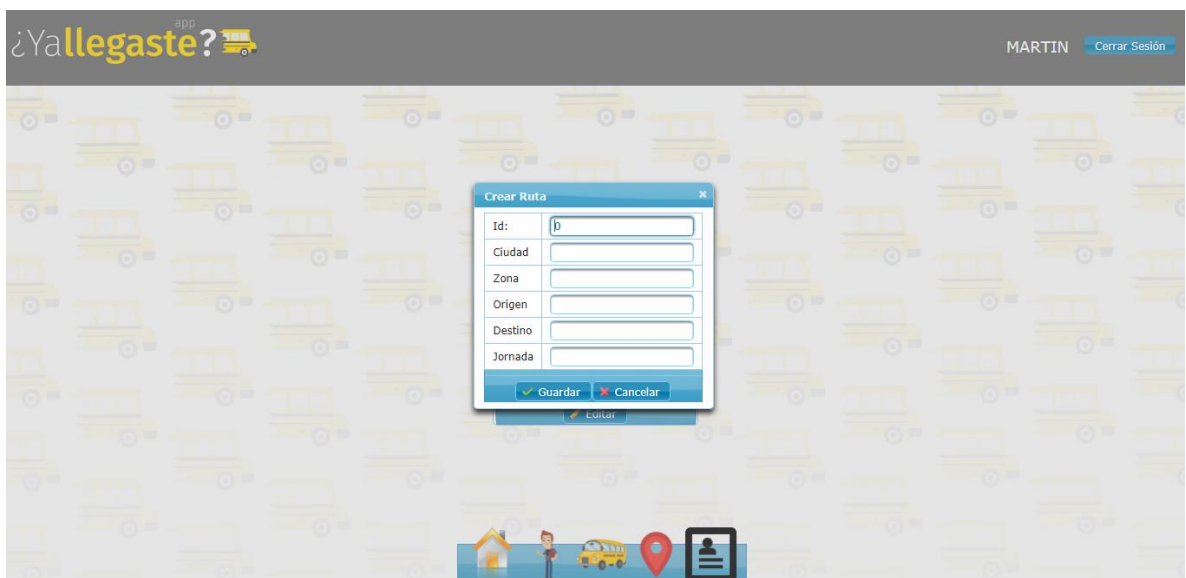 app
¿Yallegaste?
MARTIN Cerrar Sesión
Crear Ruta
Id: 0
Ciudad
Zona
Origen
Destino
Jornada
Guardar Cancelar
Editar